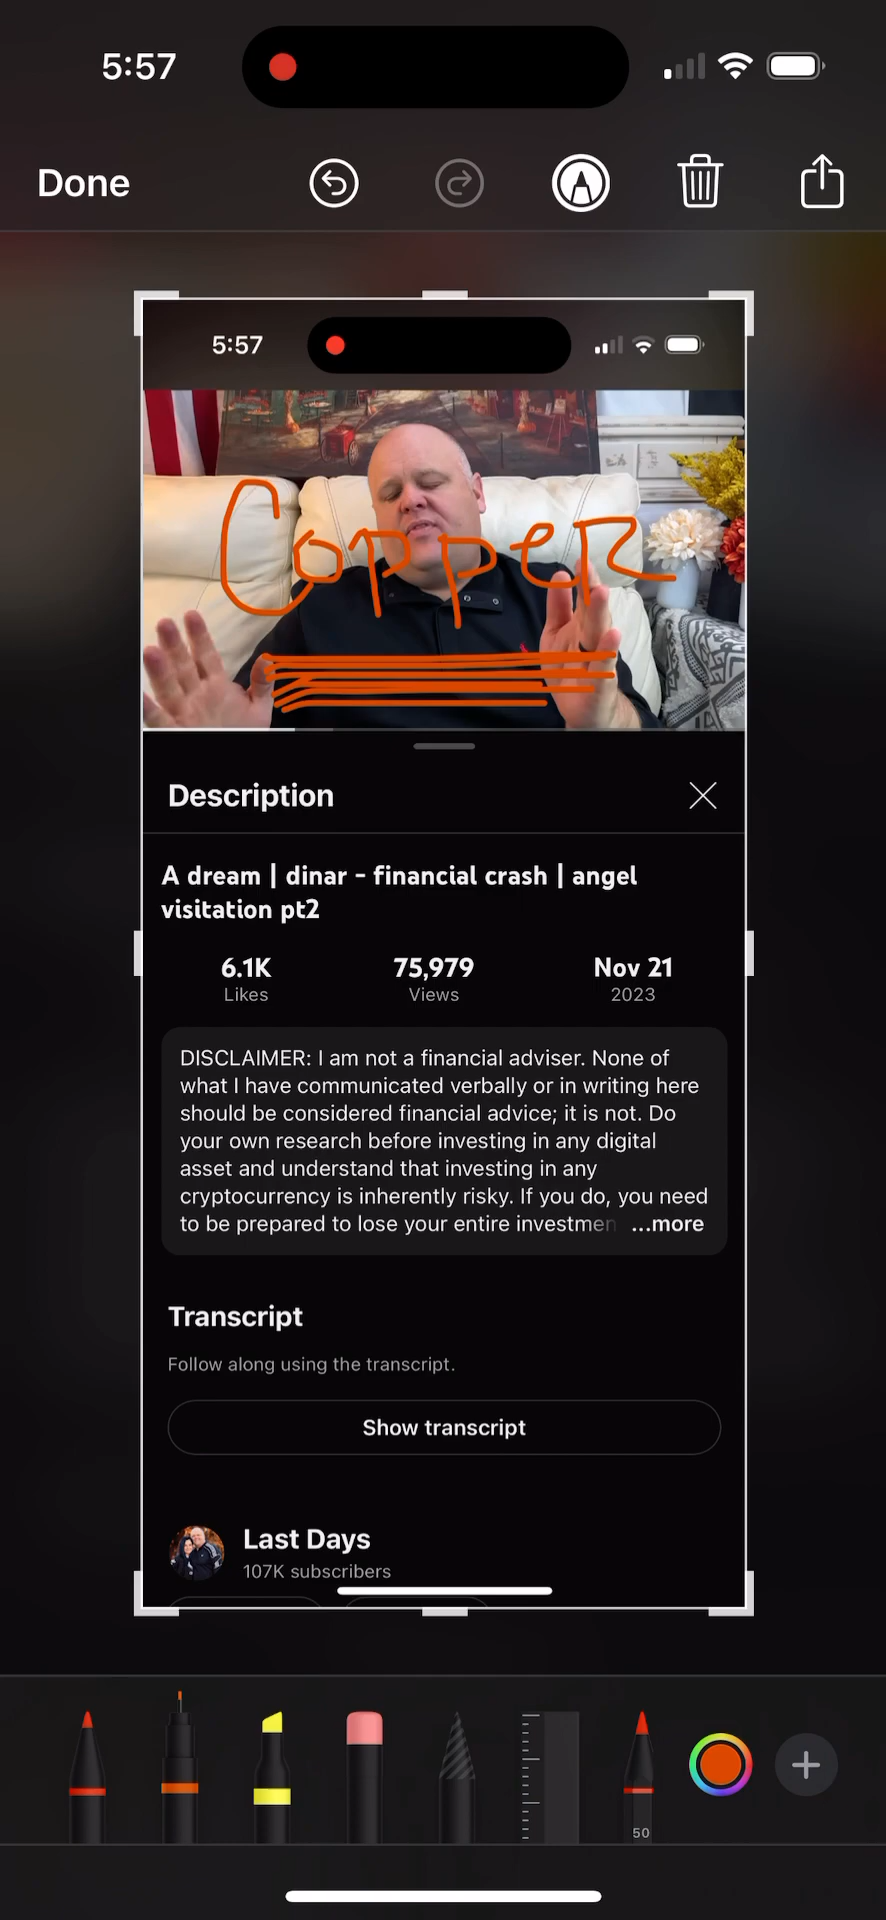 5:57
Done
5:57
Copper
Description
A dream | dinar - financial crash | angel
visitation pt2
6.1K
75,979
Nov 21
Likes
Views
2023
DISCLAIMER: I am not a financial adviser. None of
what I have communicated verbally or in writing here
should be considered financial advice; it is not. Do
your own research before investing in any digital
asset and understand that investing in any
cryptocurrency is inherently risky. If you do, you need
to be prepared to lose your entire investmen ...more
Transcript
Follow along using the transcript.
Show transcript
Last Days
107K subscribers
50